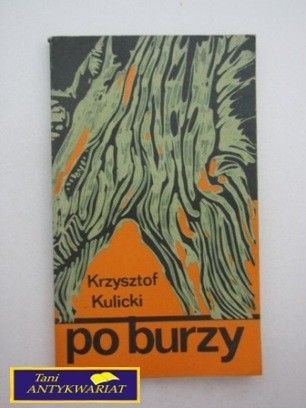 Krzysztof
Kulicki
po burzy
Tani
ANTYKWARIAT